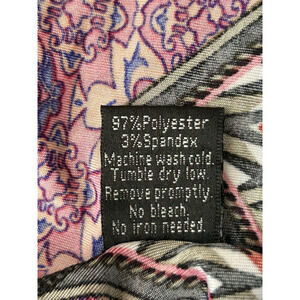 97%Polyester
3%Spandex
Machine wash cold.
Tumble dry low.
Remove promptly.
No bleach.
No iron needed.